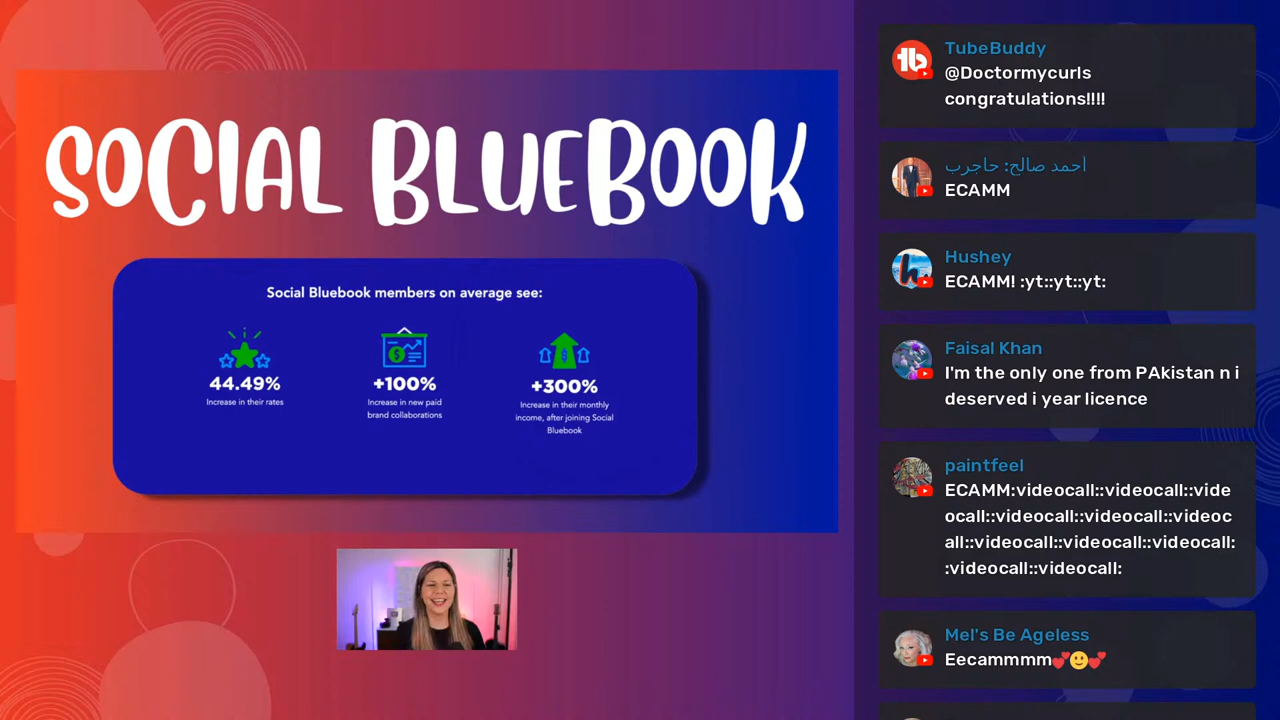 SOCIAL BLUEBOOK
Social Bluebook members on average see:
44.49%
Increase in their rates
+100%
Increase in new paid
brand collaborations
+300%
Increase in their monthly
income, after joining Social
Bluebook
TubeBuddy
@Doctormycurls
congratulations!!!!
احمد صالح: حاجرب
ECAMM
Hushey
ECAMM! :yt::yt::yt:
Faisal Khan
I'm the only one from PAkistan n i
deserved i year licence
paintfeel
ECAMM:videocall::videocall::vide
ocall::videocall::videocall::videoc
all::videocall::videocall::videocall:
:videocall::videocall:
Mel's Be Ageless
Eecammmm💕🙂💕